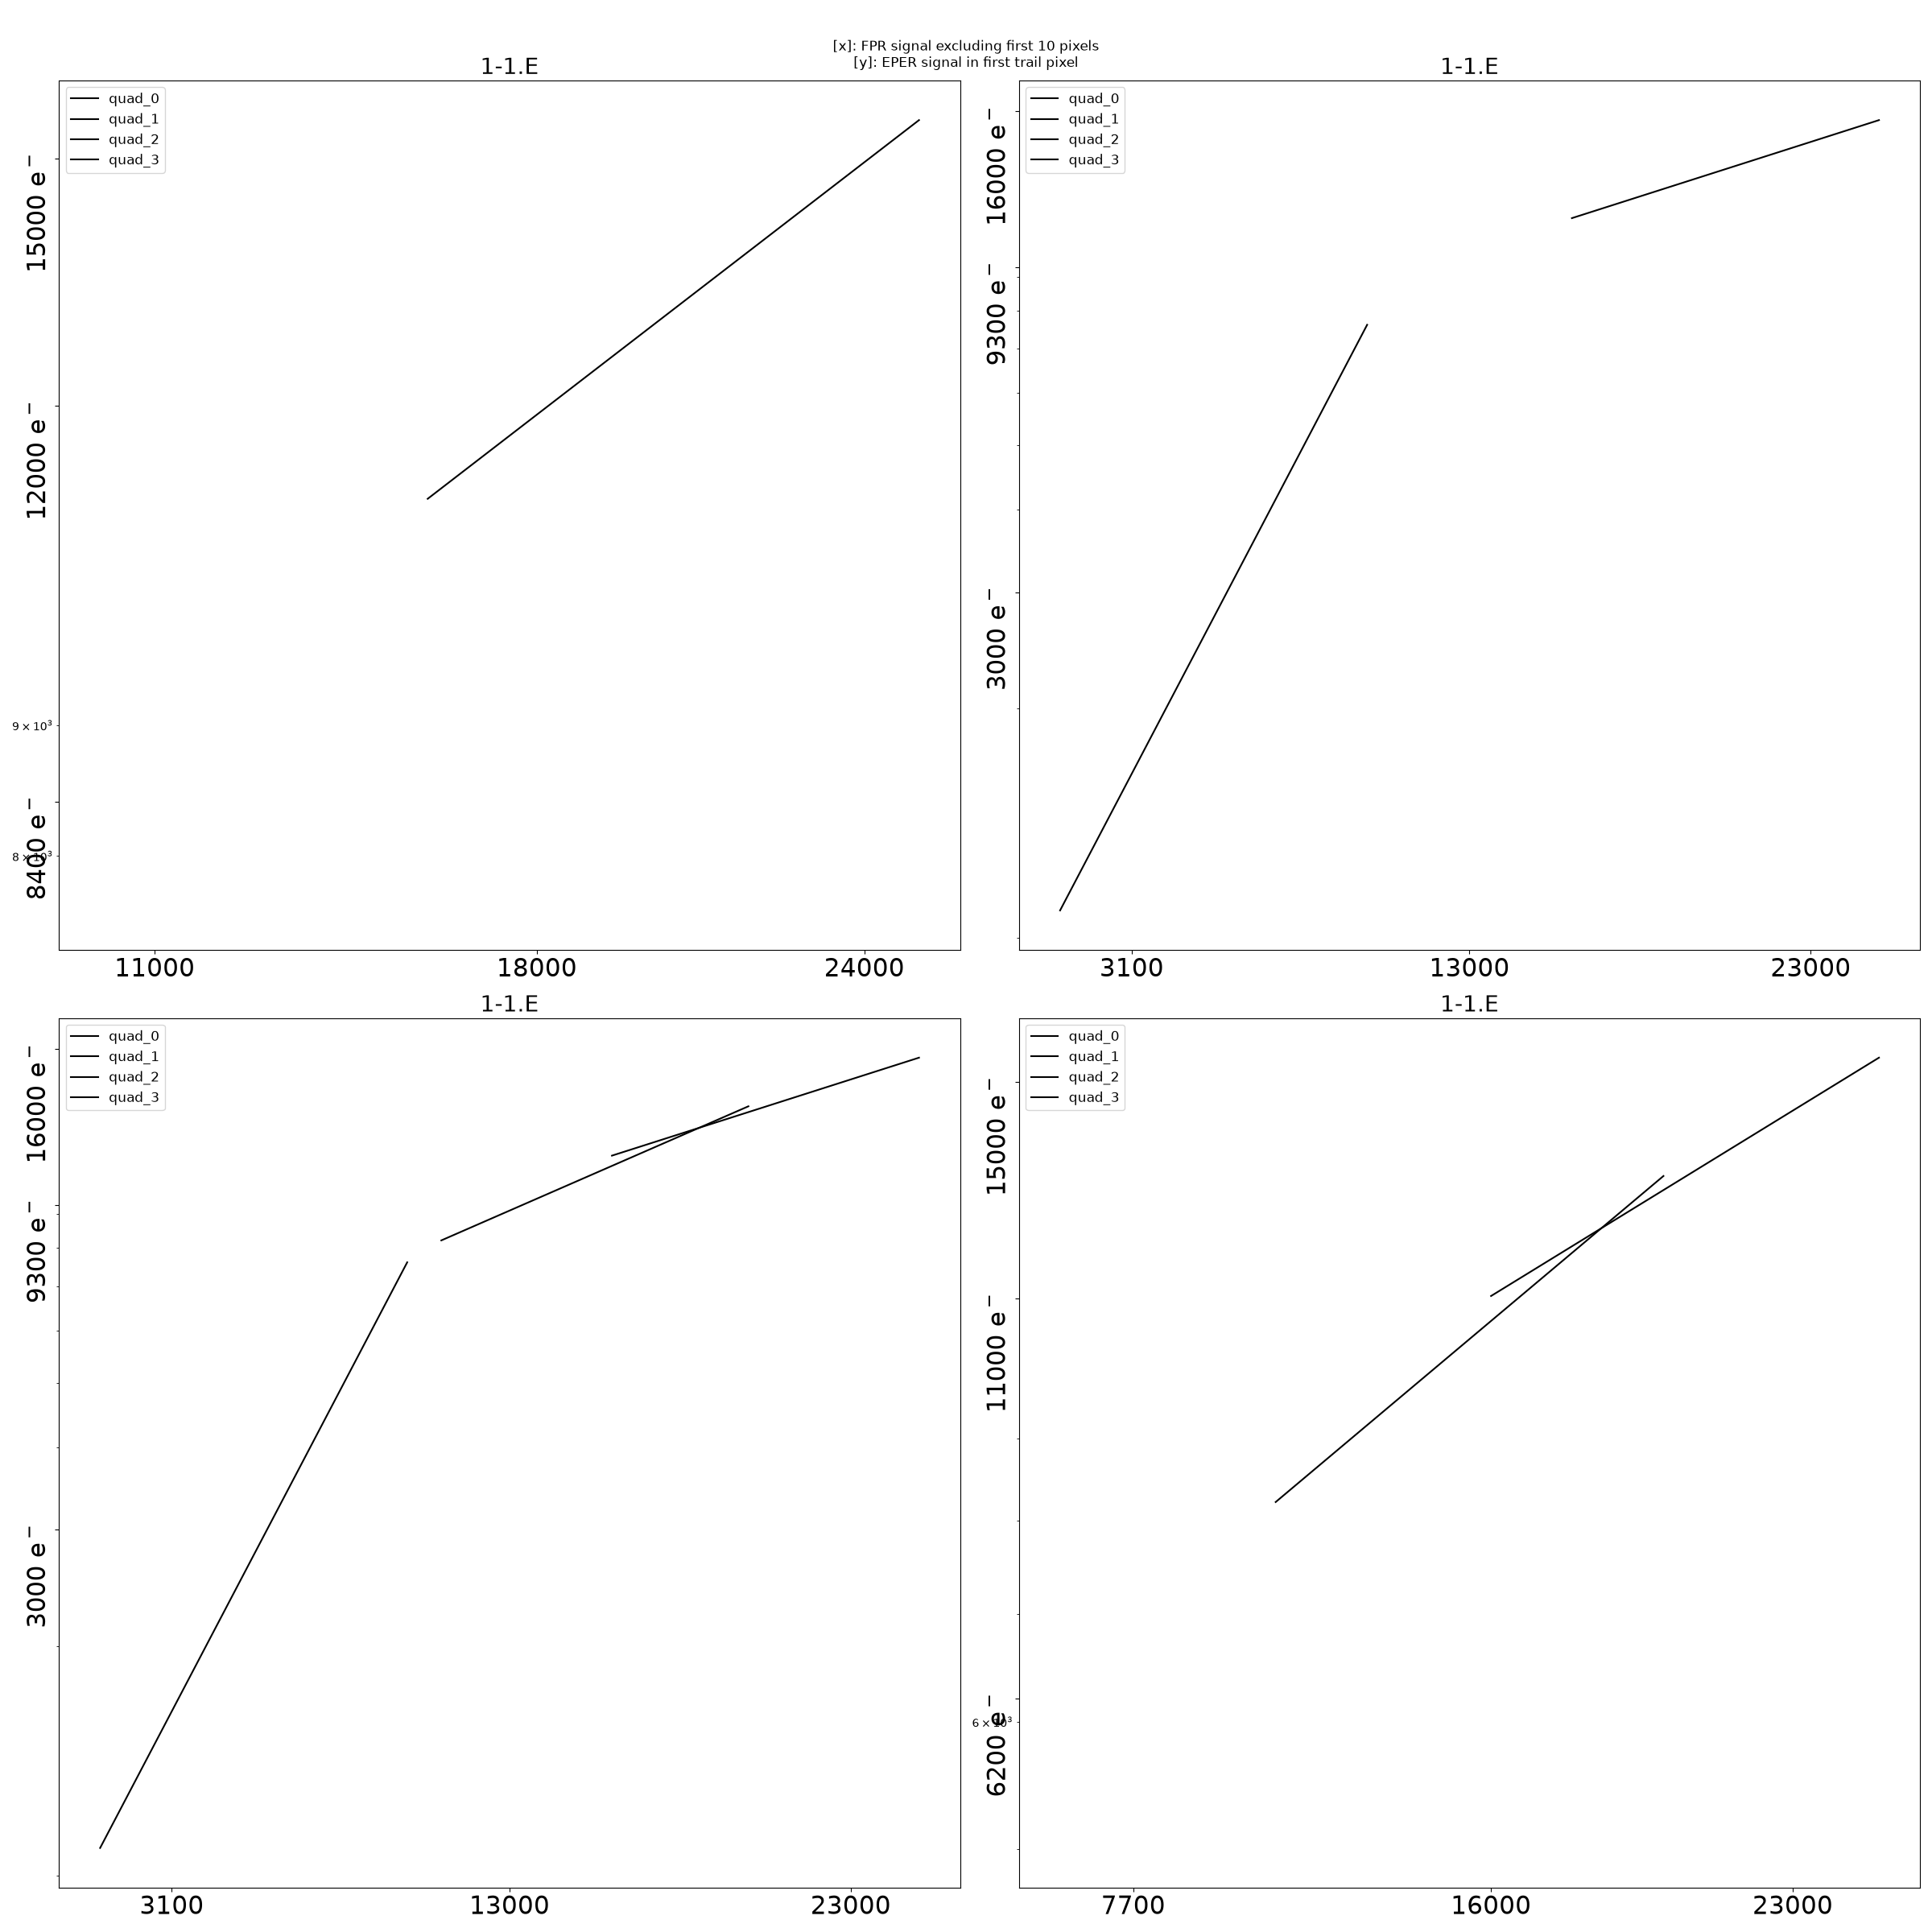 [x]: FPR signal excluding first 10 pixels
[y]: EPER signal in first trail pixel
1-1.E
quad_0
quad_1
quad_2
quad_3
15000 e⁻
12000 e⁻
9 × 10³
8400 e⁻
8 × 10³
11000
18000
24000
1-1.E
quad_0
quad_1
quad_2
quad_3
16000 e⁻
9300 e⁻
3000 e⁻
3100
13000
23000
1-1.E
quad_0
quad_1
quad_2
quad_3
16000 e⁻
9300 e⁻
3000 e⁻
3100
13000
23000
1-1.E
quad_0
quad_1
quad_2
quad_3
15000 e⁻
11000 e⁻
6200 e⁻
6 × 10³
7700
16000
23000